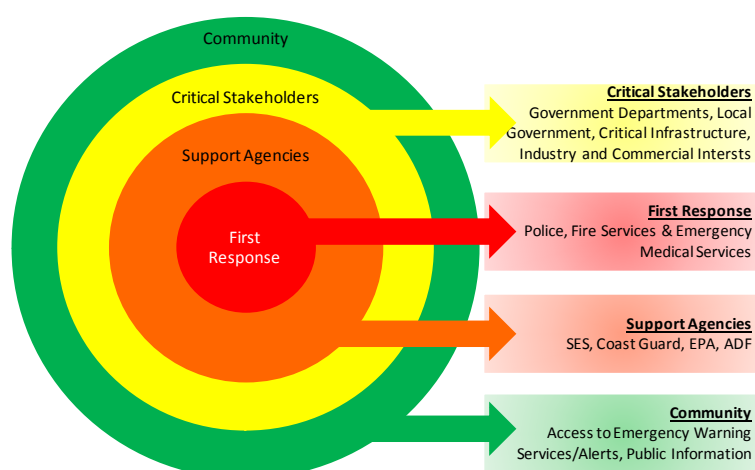 Community
Critical Stakeholders
Support Agencies
First
Response
Critical Stakeholders
Government Departments, Local
Government, Critical Infrastructure,
Industry and Commercial Intersts
First Response
Police, Fire Services & Emergency
Medical Services
Support Agencies
SES, Coast Guard, EPA, ADF
Community
Access to Emergency Warning
Services/Alerts, Public Information